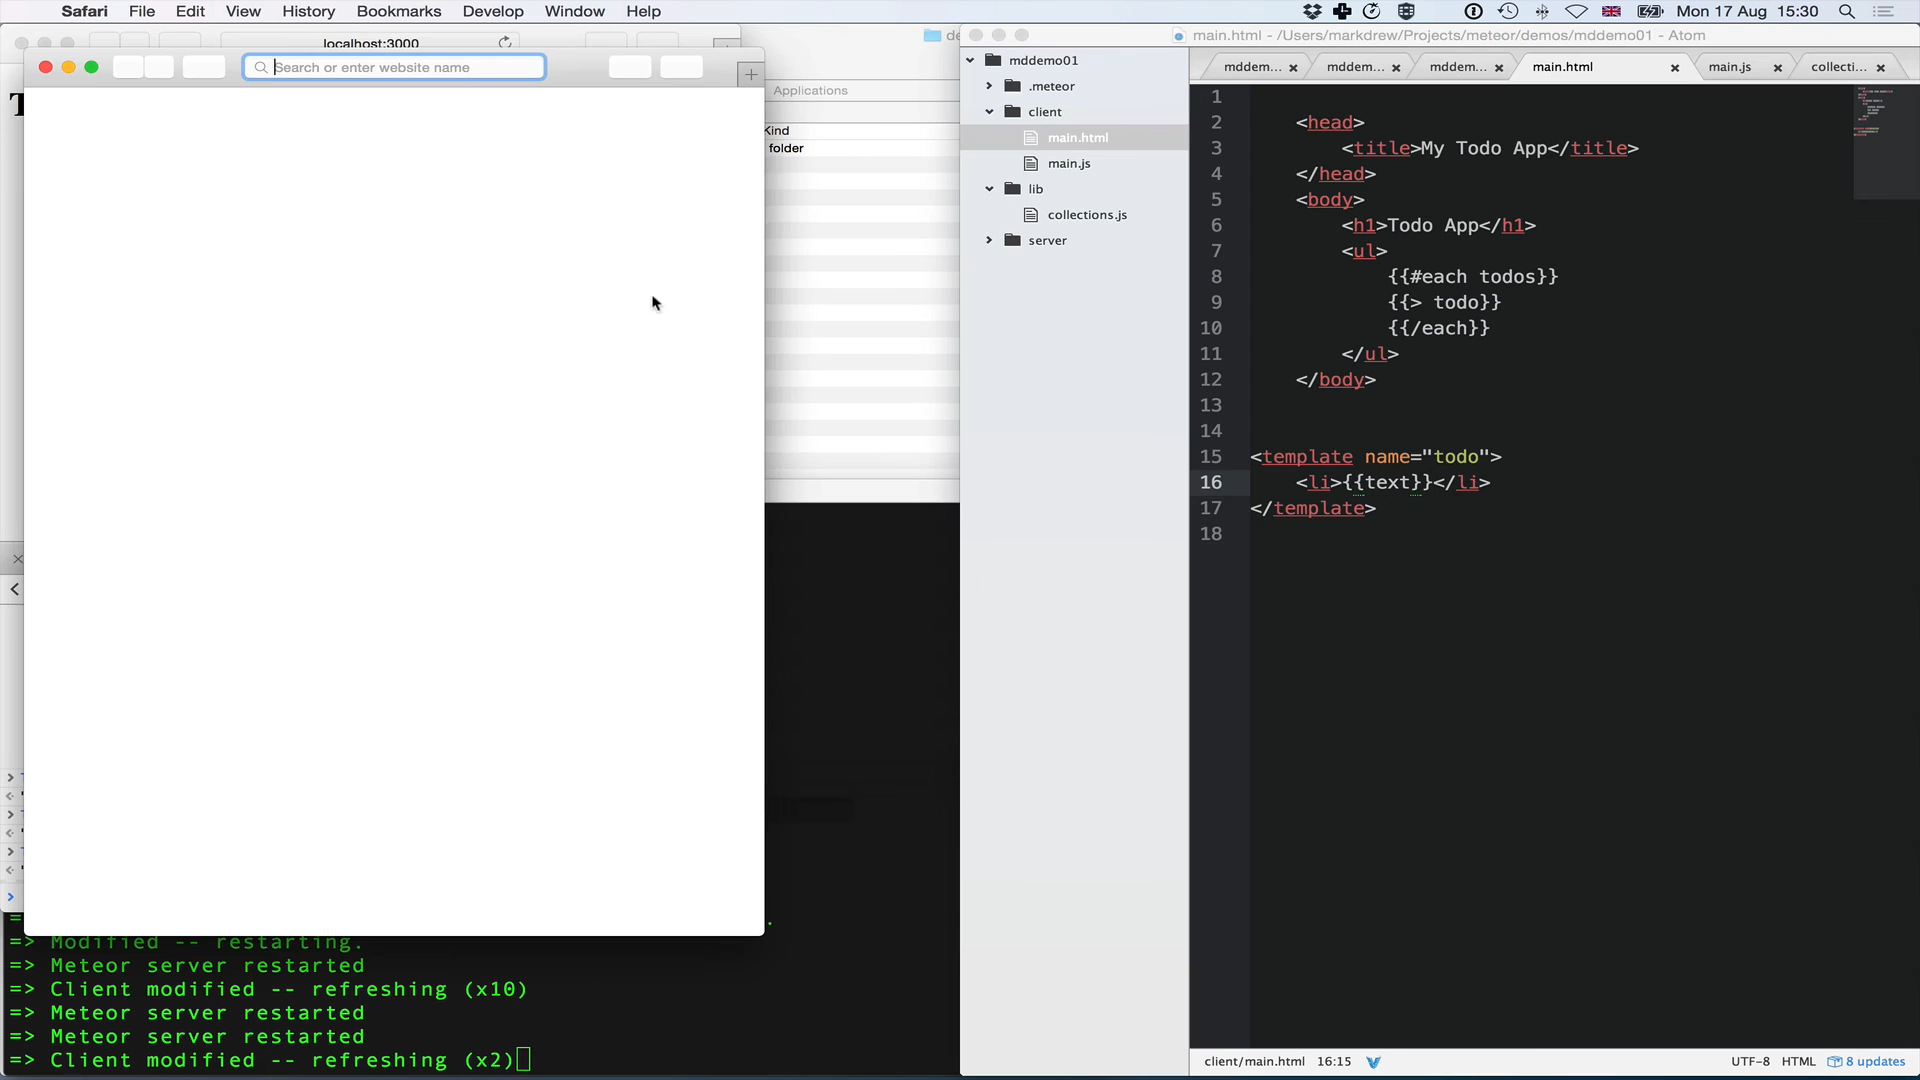 Safari File Edit View History Bookmarks Develop Window Help Mon 17 Aug 15:30
localhost:3000
Search or enter website name
Applications
Kind
folder
=> Modified -- restarting.
=> Meteor server restarted
=> Client modified -- refreshing (x10)
=> Meteor server restarted
=> Meteor server restarted
=> Client modified -- refreshing (x2)
main.html - /Users/markdrew/Projects/meteor/demos/mddemo01 - Atom
mddemo01
.meteor
client
main.html
main.js
lib
collections.js
server
mddem... mddem... mddem... main.html main.js collecti...
1
2 <head>
3 <title>My Todo App</title>
4 </head>
5 <body>
6 <h1>Todo App</h1>
7 <ul>
8 {{#each todos}}
9 {{> todo}}
10 {{/each}}
11 </ul>
12 </body>
13
14
15 <template name="todo">
16 <li>{{text}}</li>
17 </template>
18
client/main.html 16:15 UTF-8 HTML 8 updates